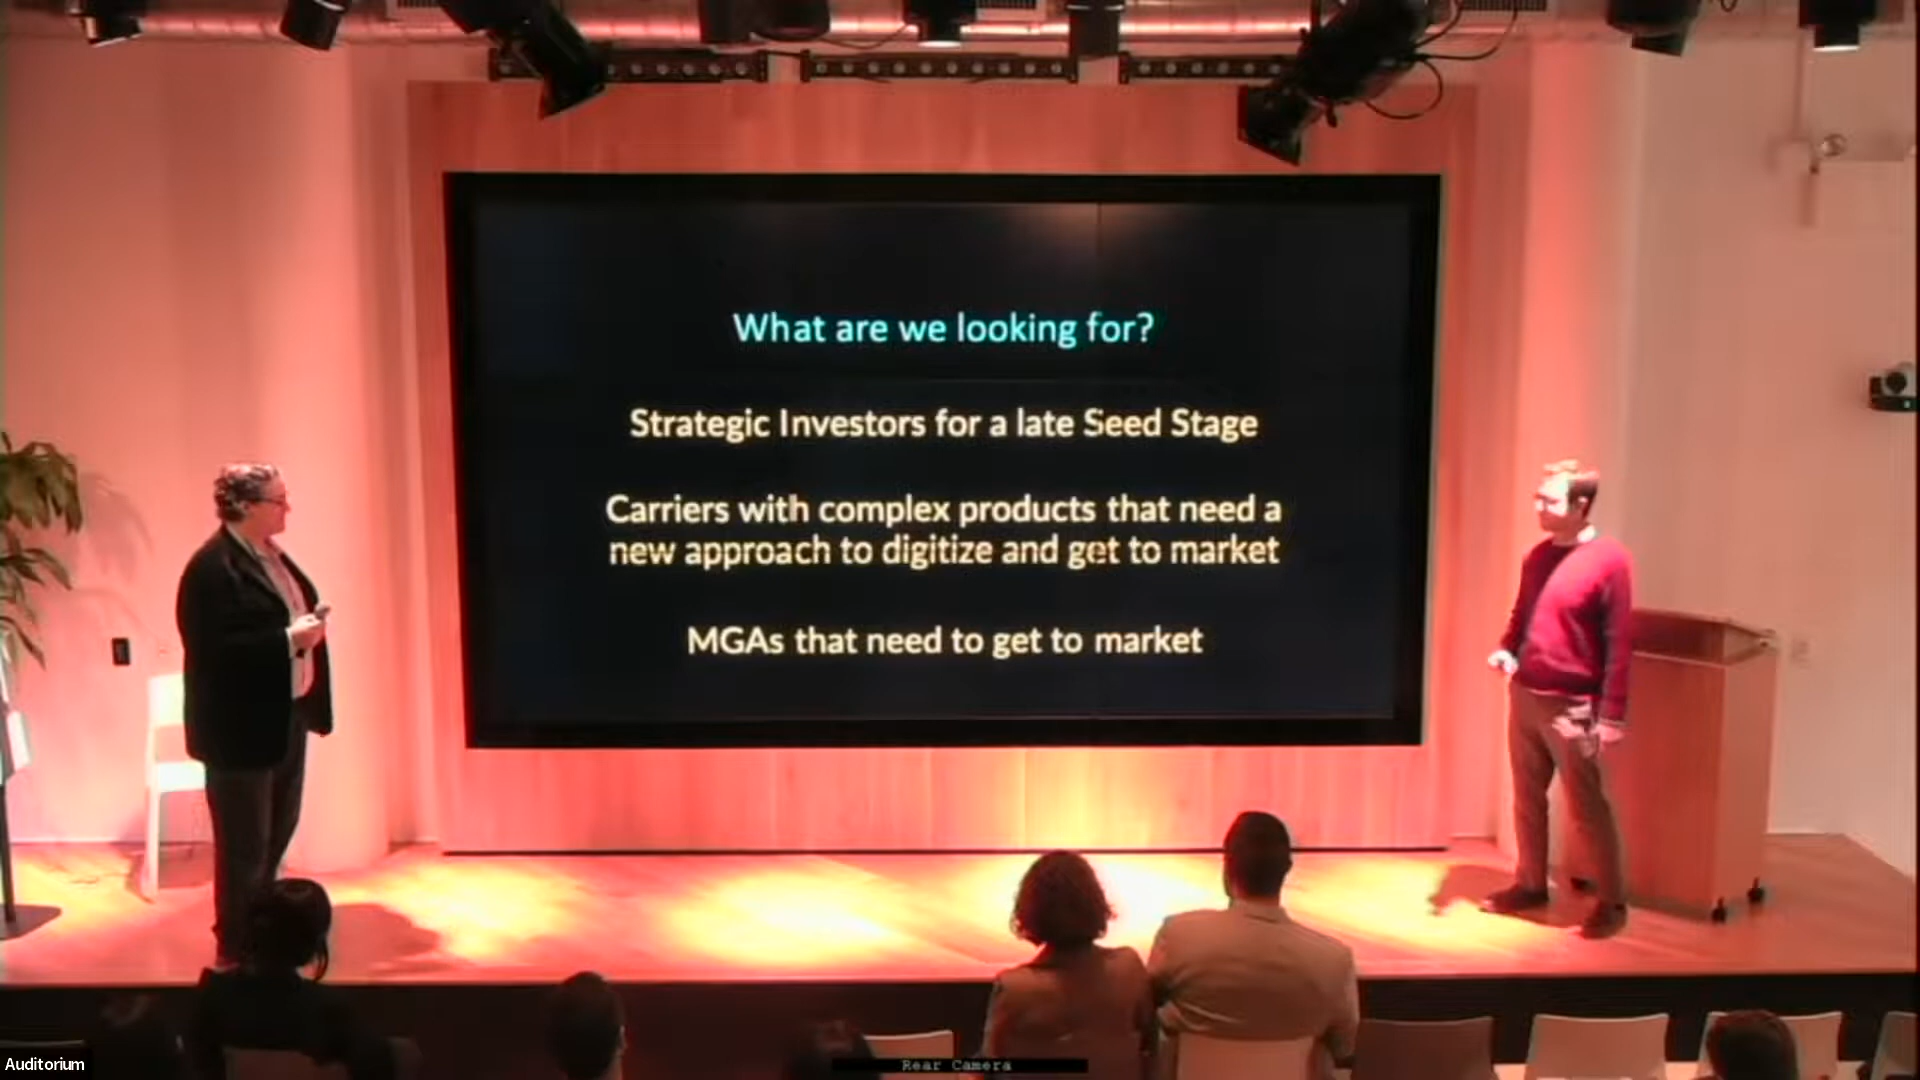 What are we looking for?
Strategic Investors for a late Seed Stage
Carriers with complex products that need a
new approach to digitize and get to market
MGAs that need to get to market
Auditorium
Rear Camera